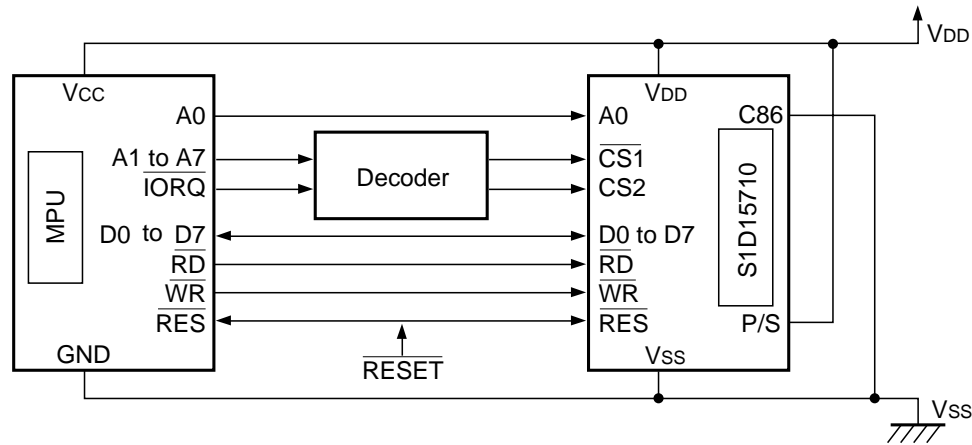 VDD
VCC
VDD
A0
A0
C86
A1 to A7
CS1
IORQ
Decoder
CS2
MPU
S1D15710
D0 to D7
D0 to D7
RD
RD
WR
WR
RES
RES
P/S
GND
RESET
VSS
VSS